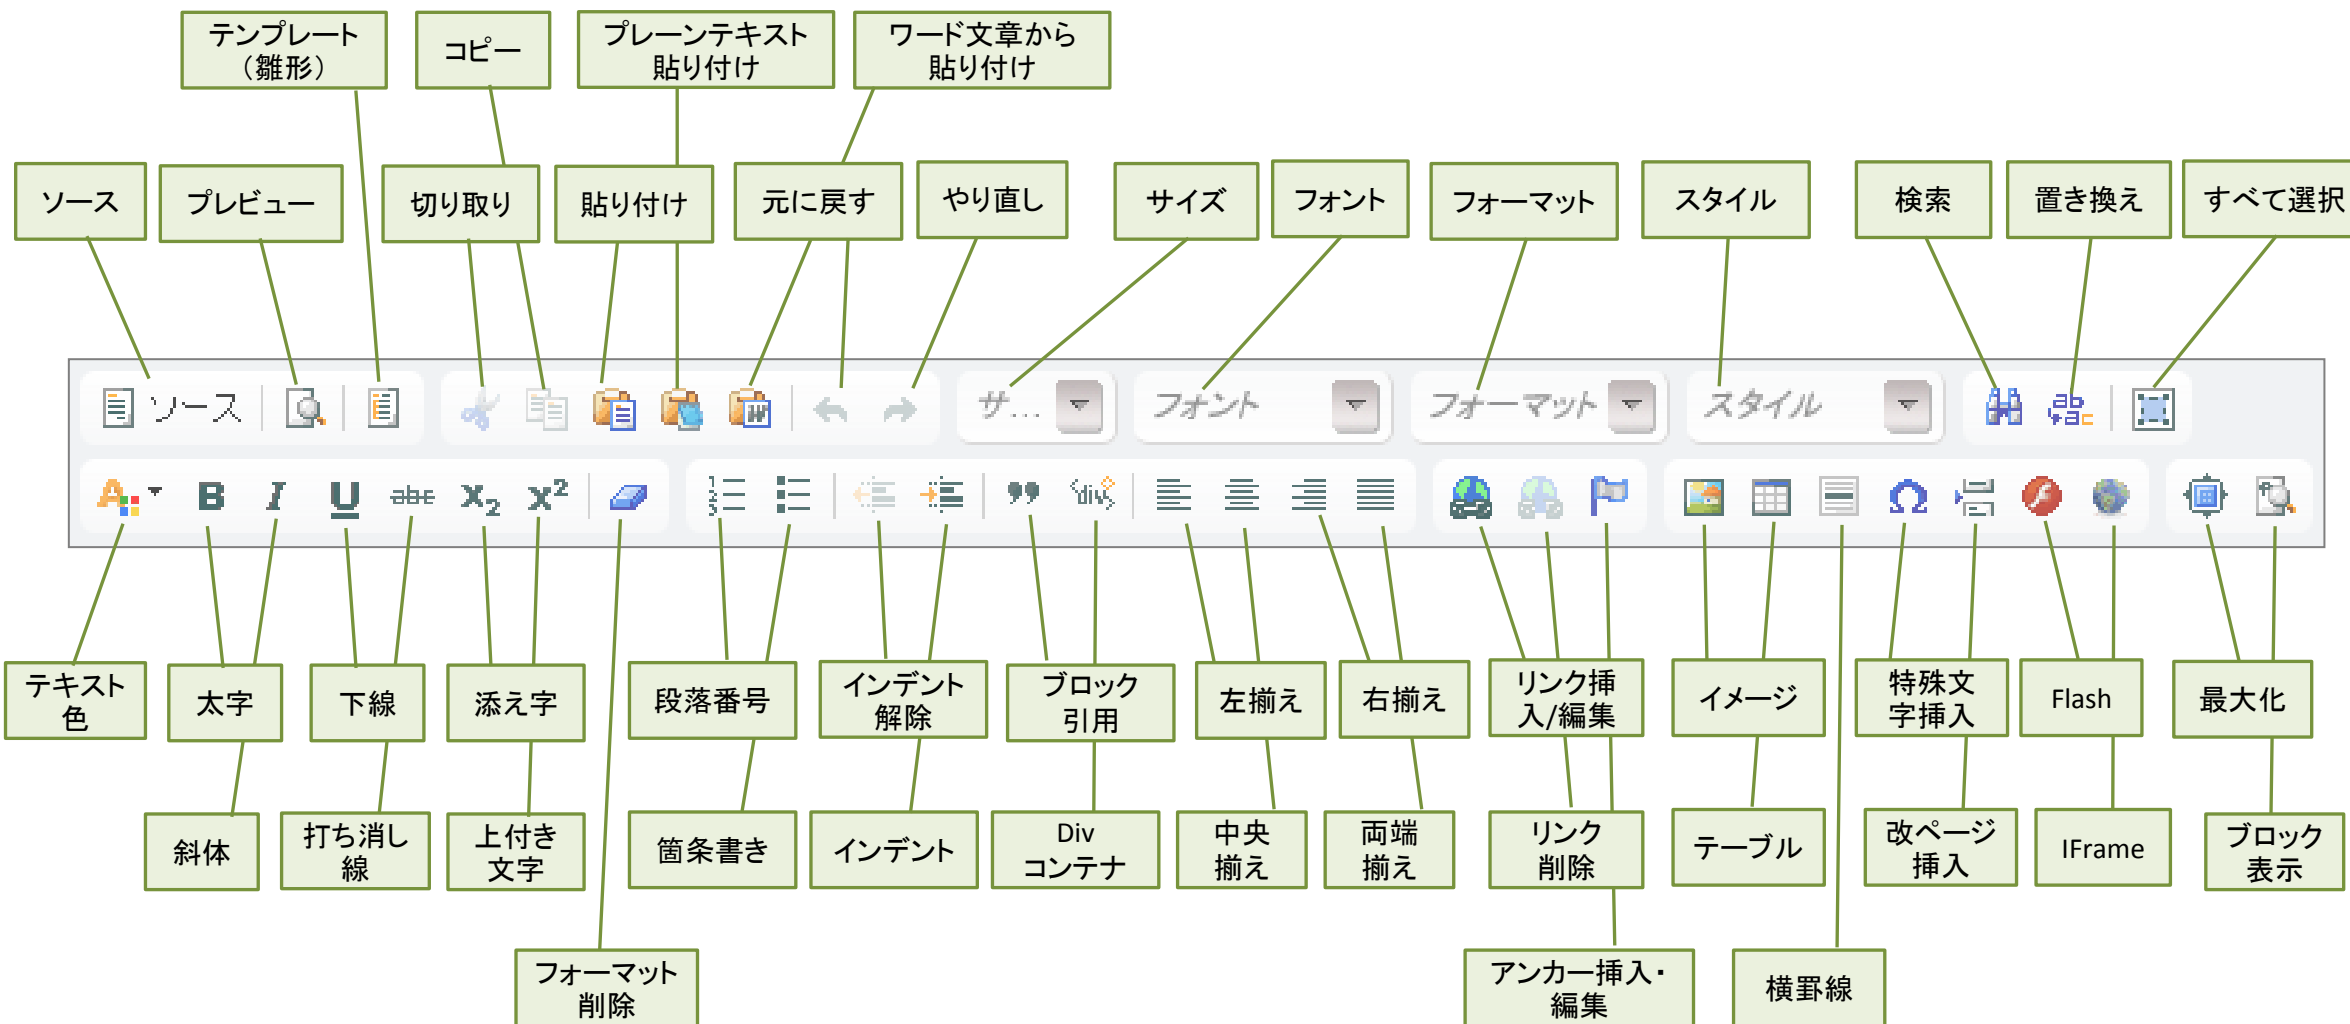 テンプレート
（雛形）
コピー
プレーンテキスト
貼り付け
ワード文章から
貼り付け
ソース
プレビュー
切り取り
貼り付け
元に戻す
やり直し
サイズ
フォント
フォーマット
スタイル
検索
置き換え
すべて選択
ソース
サ...
フォント
フォーマット
スタイル
テキスト
色
太字
下線
添え字
段落番号
インデント
解除
ブロック
引用
左揃え
右揃え
リンク挿
入/編集
イメージ
特殊文
字挿入
Flash
最大化
斜体
打ち消し
線
上付き
文字
箇条書き
インデント
Div
コンテナ
中央
揃え
両端
揃え
リンク
削除
テーブル
改ページ
挿入
IFrame
ブロック
表示
フォーマット
削除
アンカー挿入・
編集
横罫線